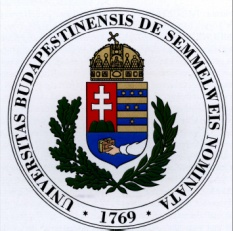 UNIVERSITAS BUDAPESTINENSIS DE SEMMELWEIS NOMINATA
· 1769 ·